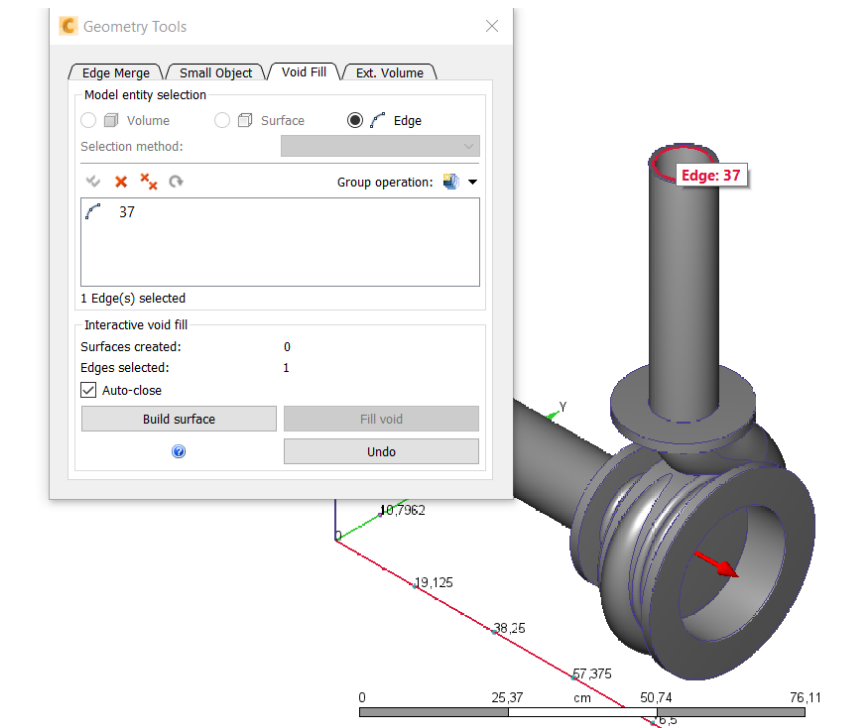 Geometry Tools
Edge Merge Small Object Void Fill Ext. Volume
Model entity selection
Volume Surface Edge
Selection method:
Group operation:
37
1 Edge(s) selected
Interactive void fill
Surfaces created: 0
Edges selected: 1
Auto-close
Build surface Fill void
Undo
Edge: 37
Y
10,7962
0
19,125
38,25
57,375
76,5
0 25,37 cm 50,74 76,11